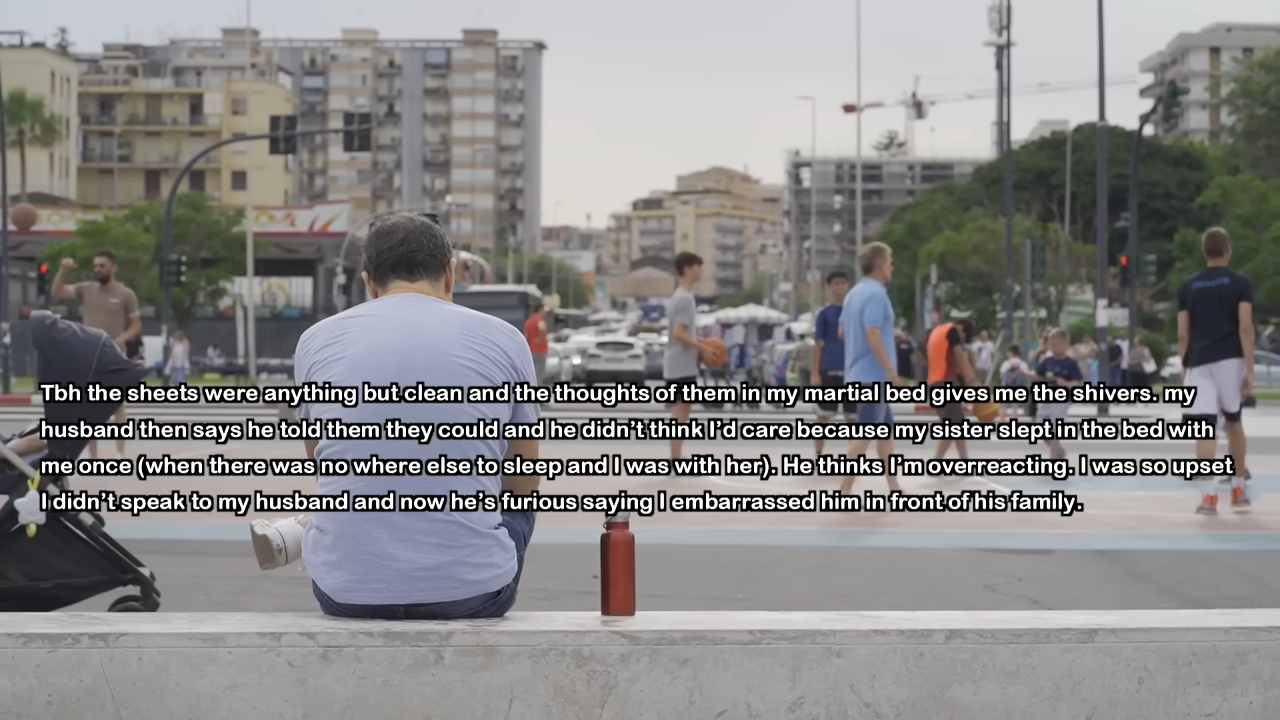 Tbh the sheets were anything but clean and the thoughts of them in my martial bed gives me the shivers. my
husband then says he told them they could and he didn't think I'd care because my sister slept in the bed with
me once (when there was no where else to sleep and I was with her). He thinks I'm overreacting. I was so upset
I didn't speak to my husband and now he's furious saying I embarrassed him in front of his family.